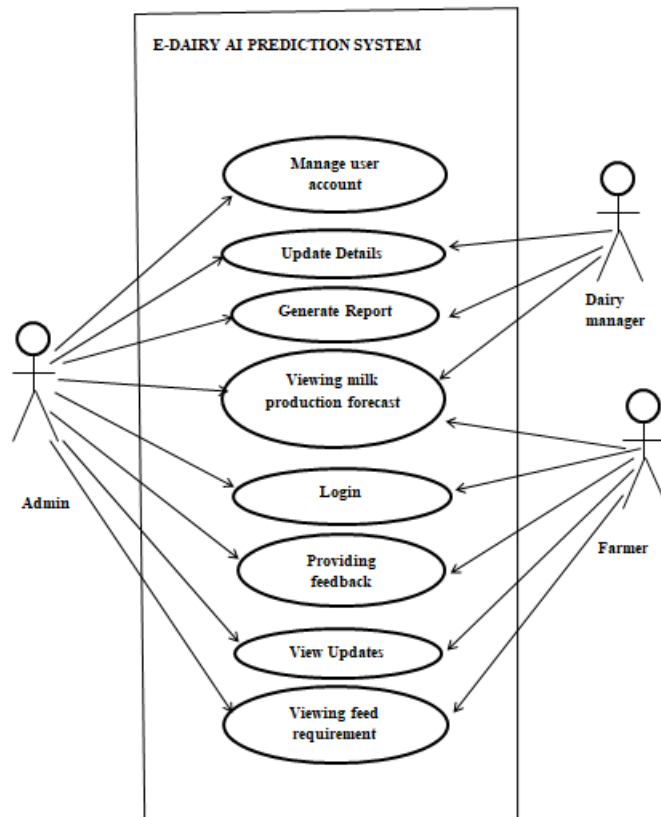 E-DAIRY AI PREDICTION SYSTEM
Manage user
account
Update Details
Generate Report
Dairy
manager
Viewing milk
production forecast
Login
Admin
Farmer
Providing
feedback
View Updates
Viewing feed
requirement